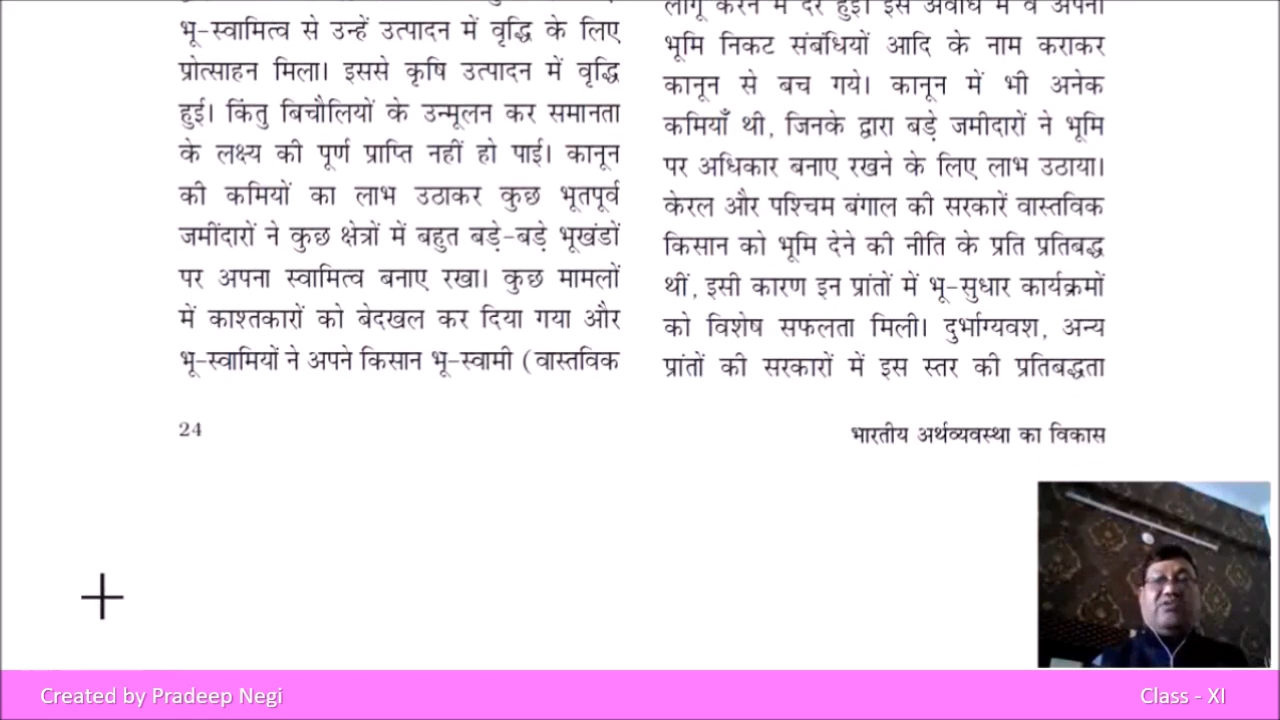 भू-स्वामित्व से उन्हें उत्पादन में वृद्धि के लिए
प्रोत्साहन मिला। इससे कृषि उत्पादन में वृद्धि
हुई। किंतु बिचौलियों के उन्मूलन कर समानता
के लक्ष्य की पूर्ण प्राप्ति नहीं हो पाई। कानून
की कमियों का लाभ उठाकर कुछ भूतपूर्व
जमींदारों ने कुछ क्षेत्रों में बहुत बड़े-बड़े भूखंडों
पर अपना स्वामित्व बनाए रखा। कुछ मामलों
में काश्तकारों को बेदखल कर दिया गया और
भू-स्वामियों ने अपने किसान भू-स्वामी (वास्तविक
लागू करने में देर हुई। इस अवधि में वे अपनी
भूमि निकट संबंधियों आदि के नाम कराकर
कानून से बच गये। कानून में भी अनेक
कमियाँ थी, जिनके द्वारा बड़े जमीदारों ने भूमि
पर अधिकार बनाए रखने के लिए लाभ उठाया।
केरल और पश्चिम बंगाल की सरकारें वास्तविक
किसान को भूमि देने की नीति के प्रति प्रतिबद्ध
थीं, इसी कारण इन प्रांतों में भू-सुधार कार्यक्रमों
को विशेष सफलता मिली। दुर्भाग्यवश, अन्य
प्रांतों की सरकारों में इस स्तर की प्रतिबद्धता
24
भारतीय अर्थव्यवस्था का विकास
Created by Pradeep Negi
Class - XI